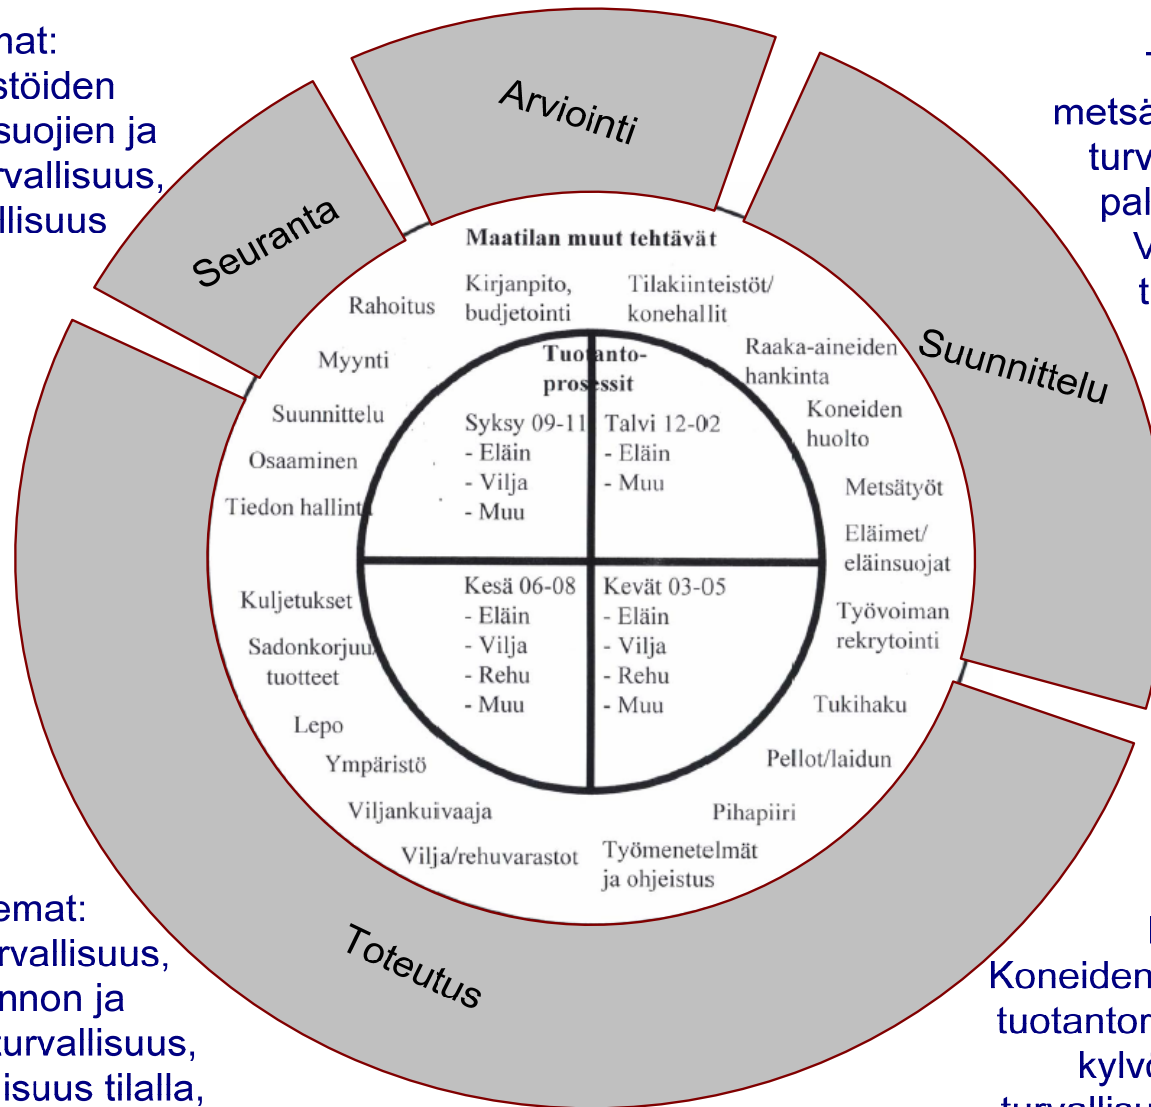 mat:
stöiden
suojien ja
rvallisuus,
llisuus
Arviointi
metsä
turv
pal
V
t
Seuranta
Suunnittelu
Toteutus
Maatilan muut tehtävät
Rahoitus
Kirjanpito,
budjetointi
Tilakiinteistöt/
konehallit
Myynti
Raaka-aineiden
hankinta
Suunnittelu
Koneiden
huolto
Osaaminen
Metsätyöt
Tiedon hallinta
Eläimet/
eläinsuojat
Tuotanto-
prosessit
Syksy 09-11
- Eläin
- Vilja
- Muu
Talvi 12-02
- Eläin
- Muu
Kesä 06-08
- Eläin
- Vilja
- Rehu
- Muu
Kevät 03-05
- Eläin
- Vilja
- Rehu
- Muu
Kuljetukset
Työvoiman
rekrytointi
Sadonkorjuu
tuotteet
Tukihaku
Lepo
Pellot/laidun
Ympäristö
Viljankuivaaja
Pihapiiri
Vilja/rehuvarastot
Työmenetelmät
ja ohjeistus
emat:
rvallisuus,
nnon ja
turvallisuus,
isuus tilalla,
Koneiden
tuotantor
kylvö
turvallisu